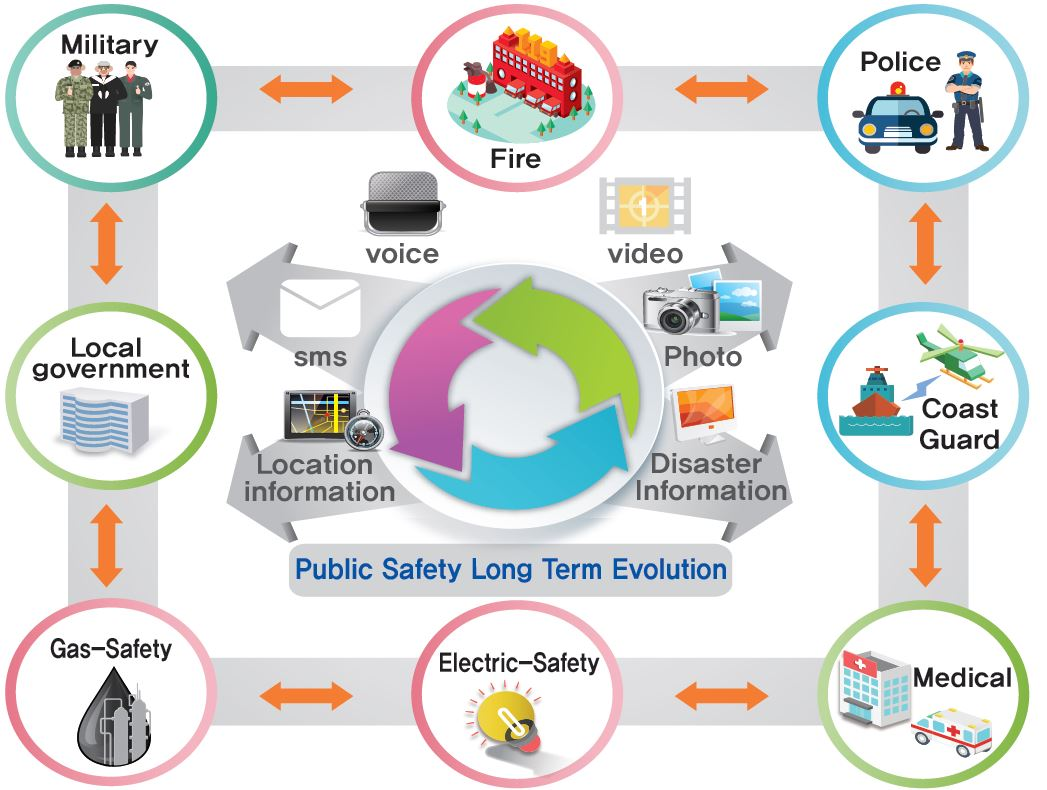 Military
Fire
Police
voice
video
sms
Photo
Local
government
Location
information
Disaster
Information
Coast
Guard
Public Safety Long Term Evolution
Gas-Safety
Electric-Safety
Medical